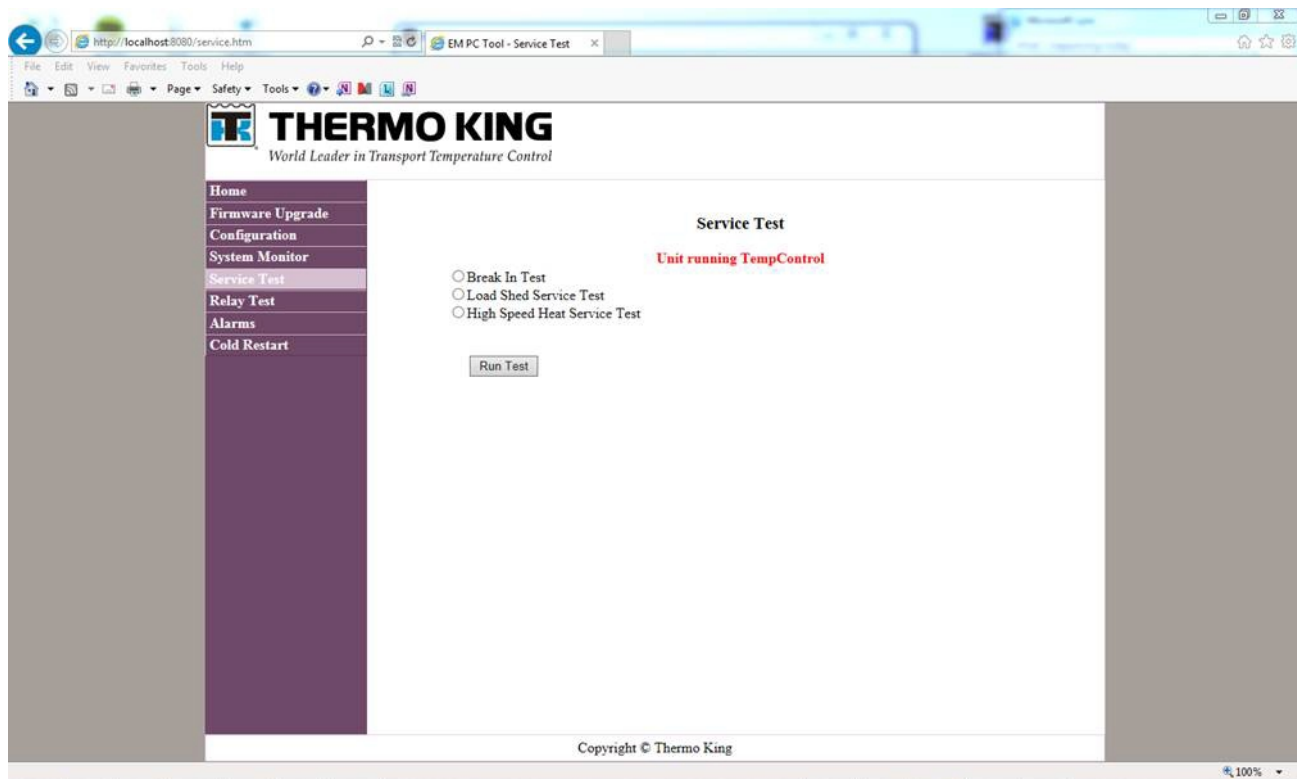 http://localhost:8080/service.htm
EM PC Tool - Service Test
File Edit View Favorites Tools Help
Page Safety Tools
THERMO KING
World Leader in Transport Temperature Control
Home
Firmware Upgrade
Configuration
System Monitor
Service Test
Relay Test
Alarms
Cold Restart
Service Test
Unit running TempControl
Break In Test
Load Shed Service Test
High Speed Heat Service Test
Run Test
Copyright © Thermo King
100%